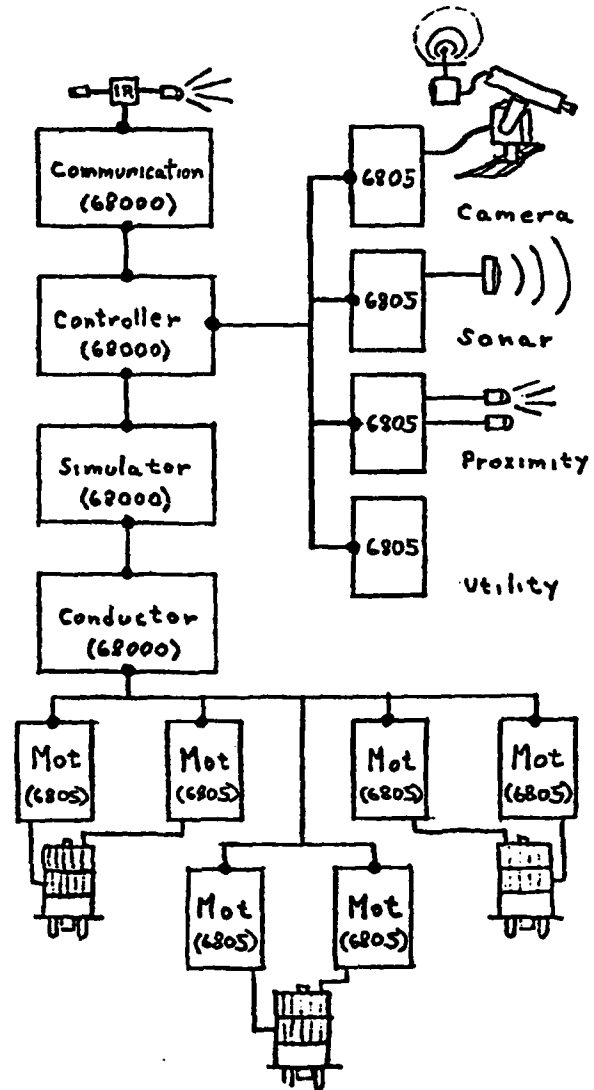 IR
Communication
(68000)
6805
Camera
Controller
(68000)
6805
Sonar
6805
Proximity
Simulator
(68000)
6805
Utility
Conductor
(68000)
Mot
(6805)
Mot
(6805)
Mot
(6805)
Mot
(6805)
Mot
(6805)
Mot
(6805)